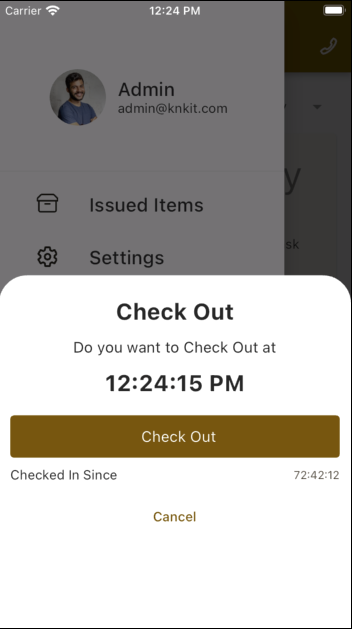 Carrier 12:24 PM
Admin
admin@knkit.com
y
Issued Items
sk
Settings
Check Out
Do you want to Check Out at
12:24:15 PM
Check Out
Checked In Since 72:42:12
Cancel